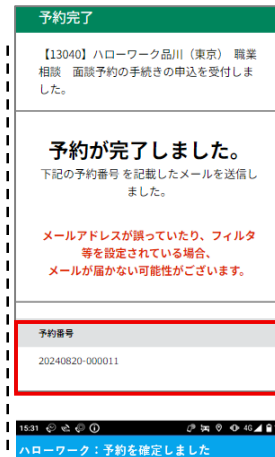 予約完了
【13040】ハローワーク品川（東京） 職業
相談 面談予約の手続きの申込を受付しま
した。
予約が完了しました。
下記の予約番号 を記載したメールを送信し
ました。
メールアドレスが誤っていたり、フィルタ
等を設定されている場合、
メールが届かない可能性がございます。
予約番号
20240820-000011
15:31 4G
ハローワーク：予約を確定しました